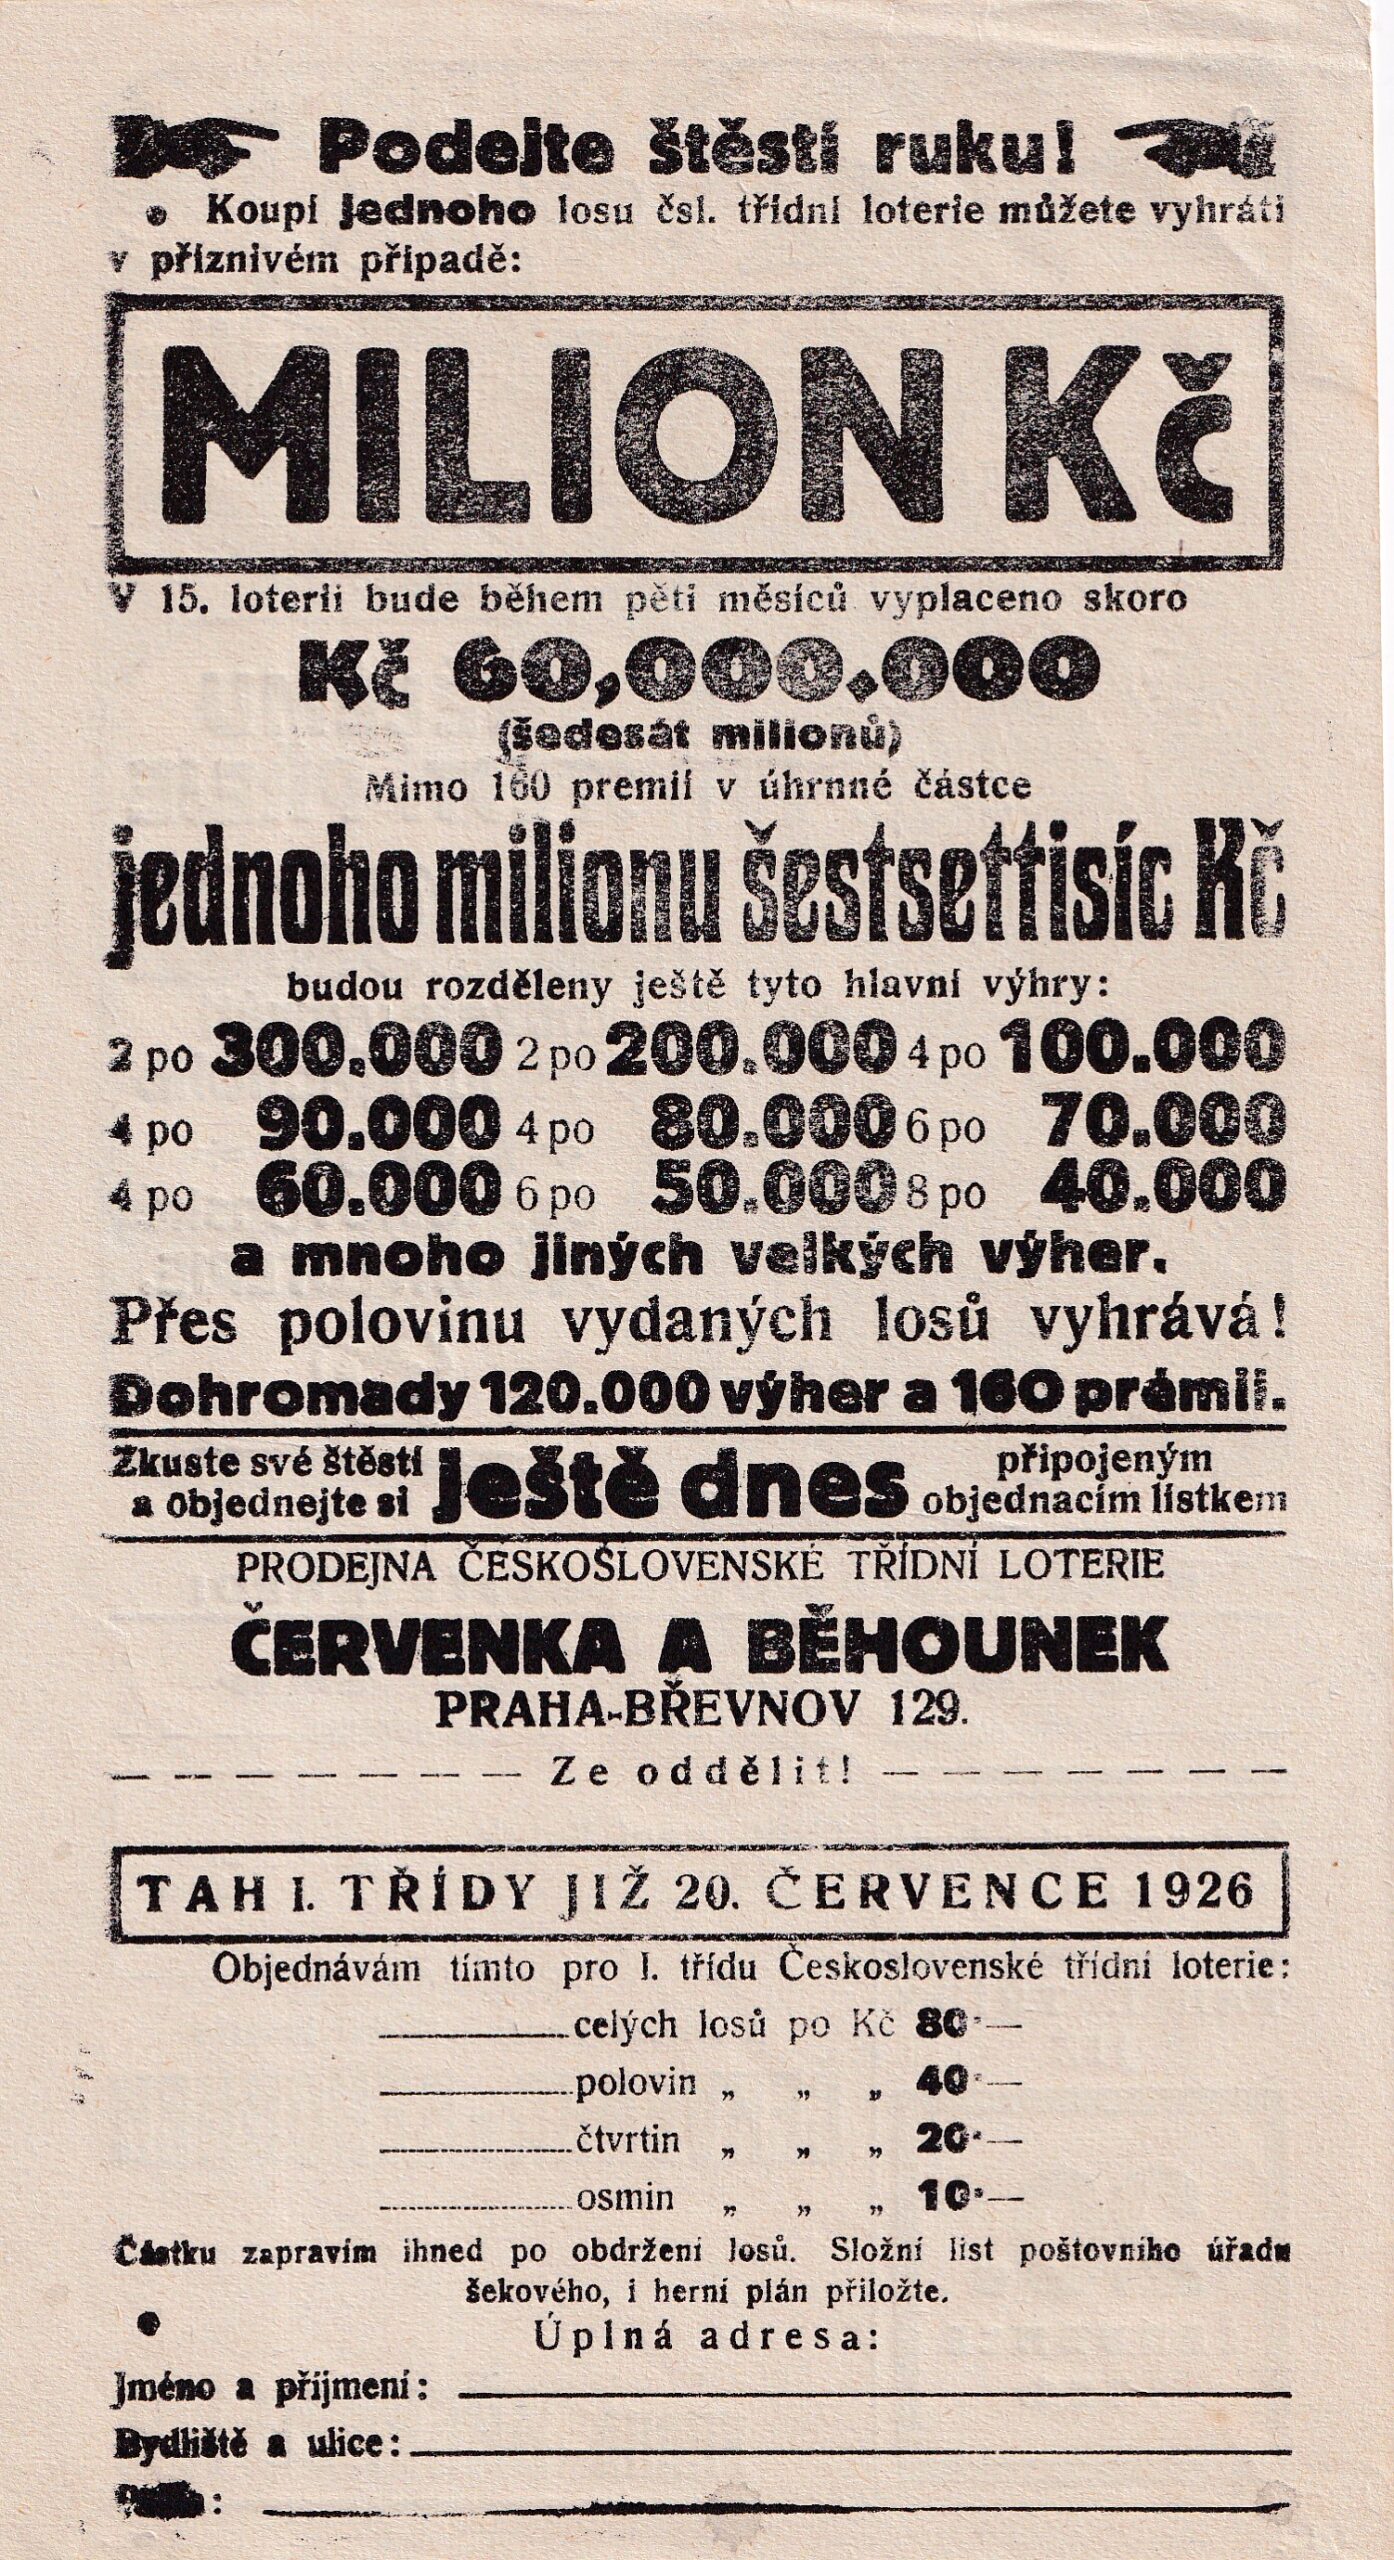 Podejte štěstí ruku!
Koupí jednoho losu čsl. třídní loterie můžete vyhráti
v příznivém případě:
MILION Kč
V 15. loterii bude během pěti měsíců vyplaceno skoro
Kč 60,000.000
(šedesát milionů)
Mimo 160 premií v úhrnné částce
jednoho milionu šestsettisíc Kč
budou rozděleny ještě tyto hlavní výhry:
2 po 300.000 2 po 200.000 4 po 100.000
4 po 90.000 4 po 80.000 6 po 70.000
4 po 60.000 6 po 50.000 8 po 40.000
a mnoho jiných velkých výher.
Přes polovinu vydaných losů vyhrává!
Dohromady 120.000 výher a 160 prémií.
Zkuste své štěstí
a objednejte si
ještě dnes
připojeným
objednacím lístkem
PRODEJNA ČESKOSLOVENSKÉ TŘÍDNÍ LOTERIE
ČERVENKA A BĚHOUNEK
PRAHA-BŘEVNOV 129.
Ze oddělit!
TAH I. TŘÍDY JIŽ 20. ČERVENCE 1926
Objednávám tímto pro I. třídu Československé třídní loterie:
celých losů po Kč 80·—
polovin „ „ „ 40·—
čtvrtin „ „ „ 20·—
osmin „ „ „ 10·—
Částku zapravím ihned po obdržení losů. Složní list poštovního úřadu
šekového, i herní plán přiložte.
Úplná adresa:
Jméno a příjmení:
Bydliště a ulice: